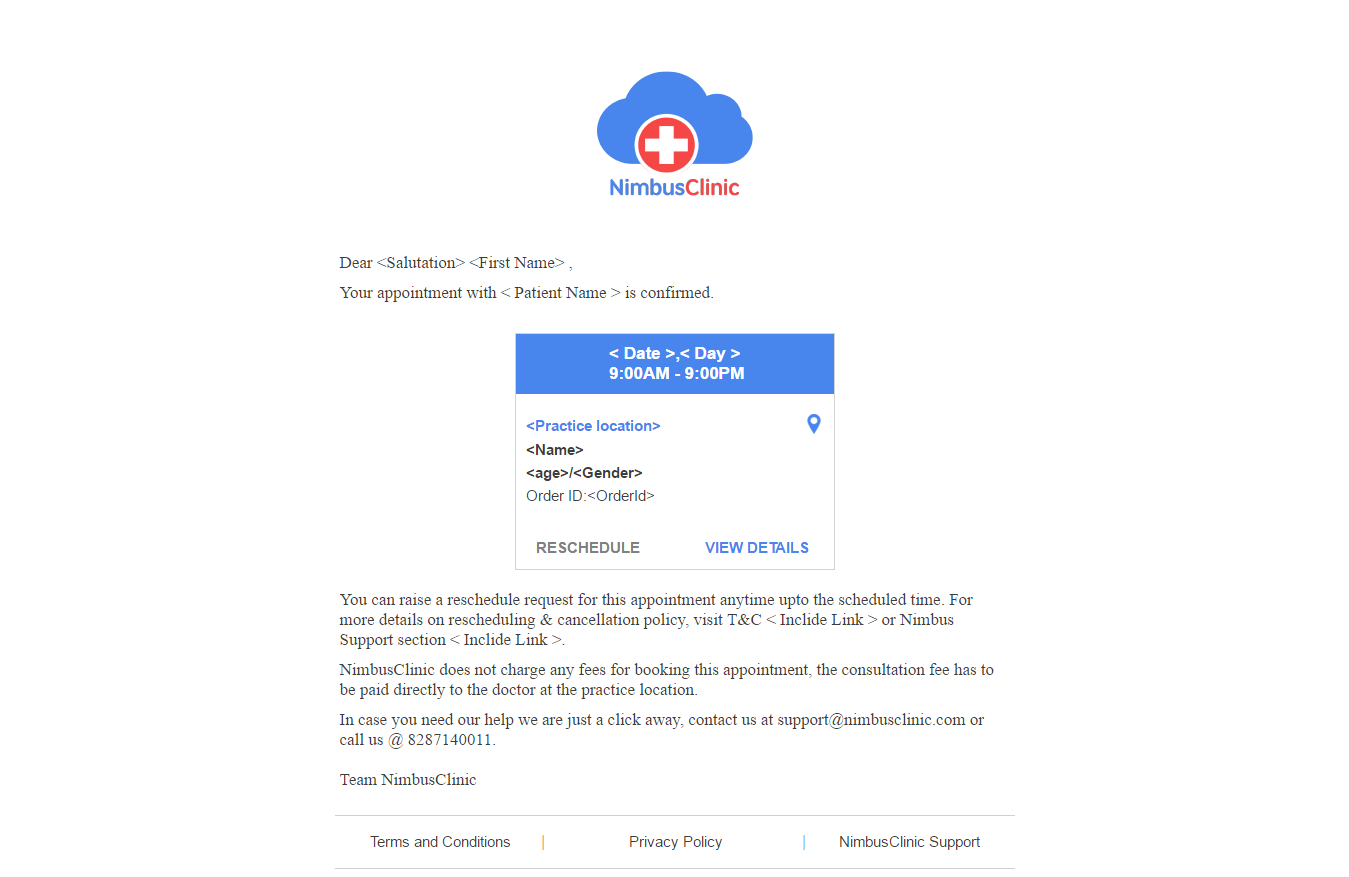 NimbusClinic
Dear <Salutation> <First Name> ,
Your appointment with < Patient Name > is confirmed.
< Date >,< Day >
9:00AM - 9:00PM
<Practice location>
<Name>
<age>/<Gender>
Order ID:<OrderId>
RESCHEDULE VIEW DETAILS
You can raise a reschedule request for this appointment anytime upto the scheduled time. For
more details on rescheduling & cancellation policy, visit T&C < Inclide Link > or Nimbus
Support section < Inclide Link >.
NimbusClinic does not charge any fees for booking this appointment, the consultation fee has to
be paid directly to the doctor at the practice location.
In case you need our help we are just a click away, contact us at support@nimbusclinic.com or
call us @ 8287140011.
Team NimbusClinic
Terms and Conditions | Privacy Policy | NimbusClinic Support